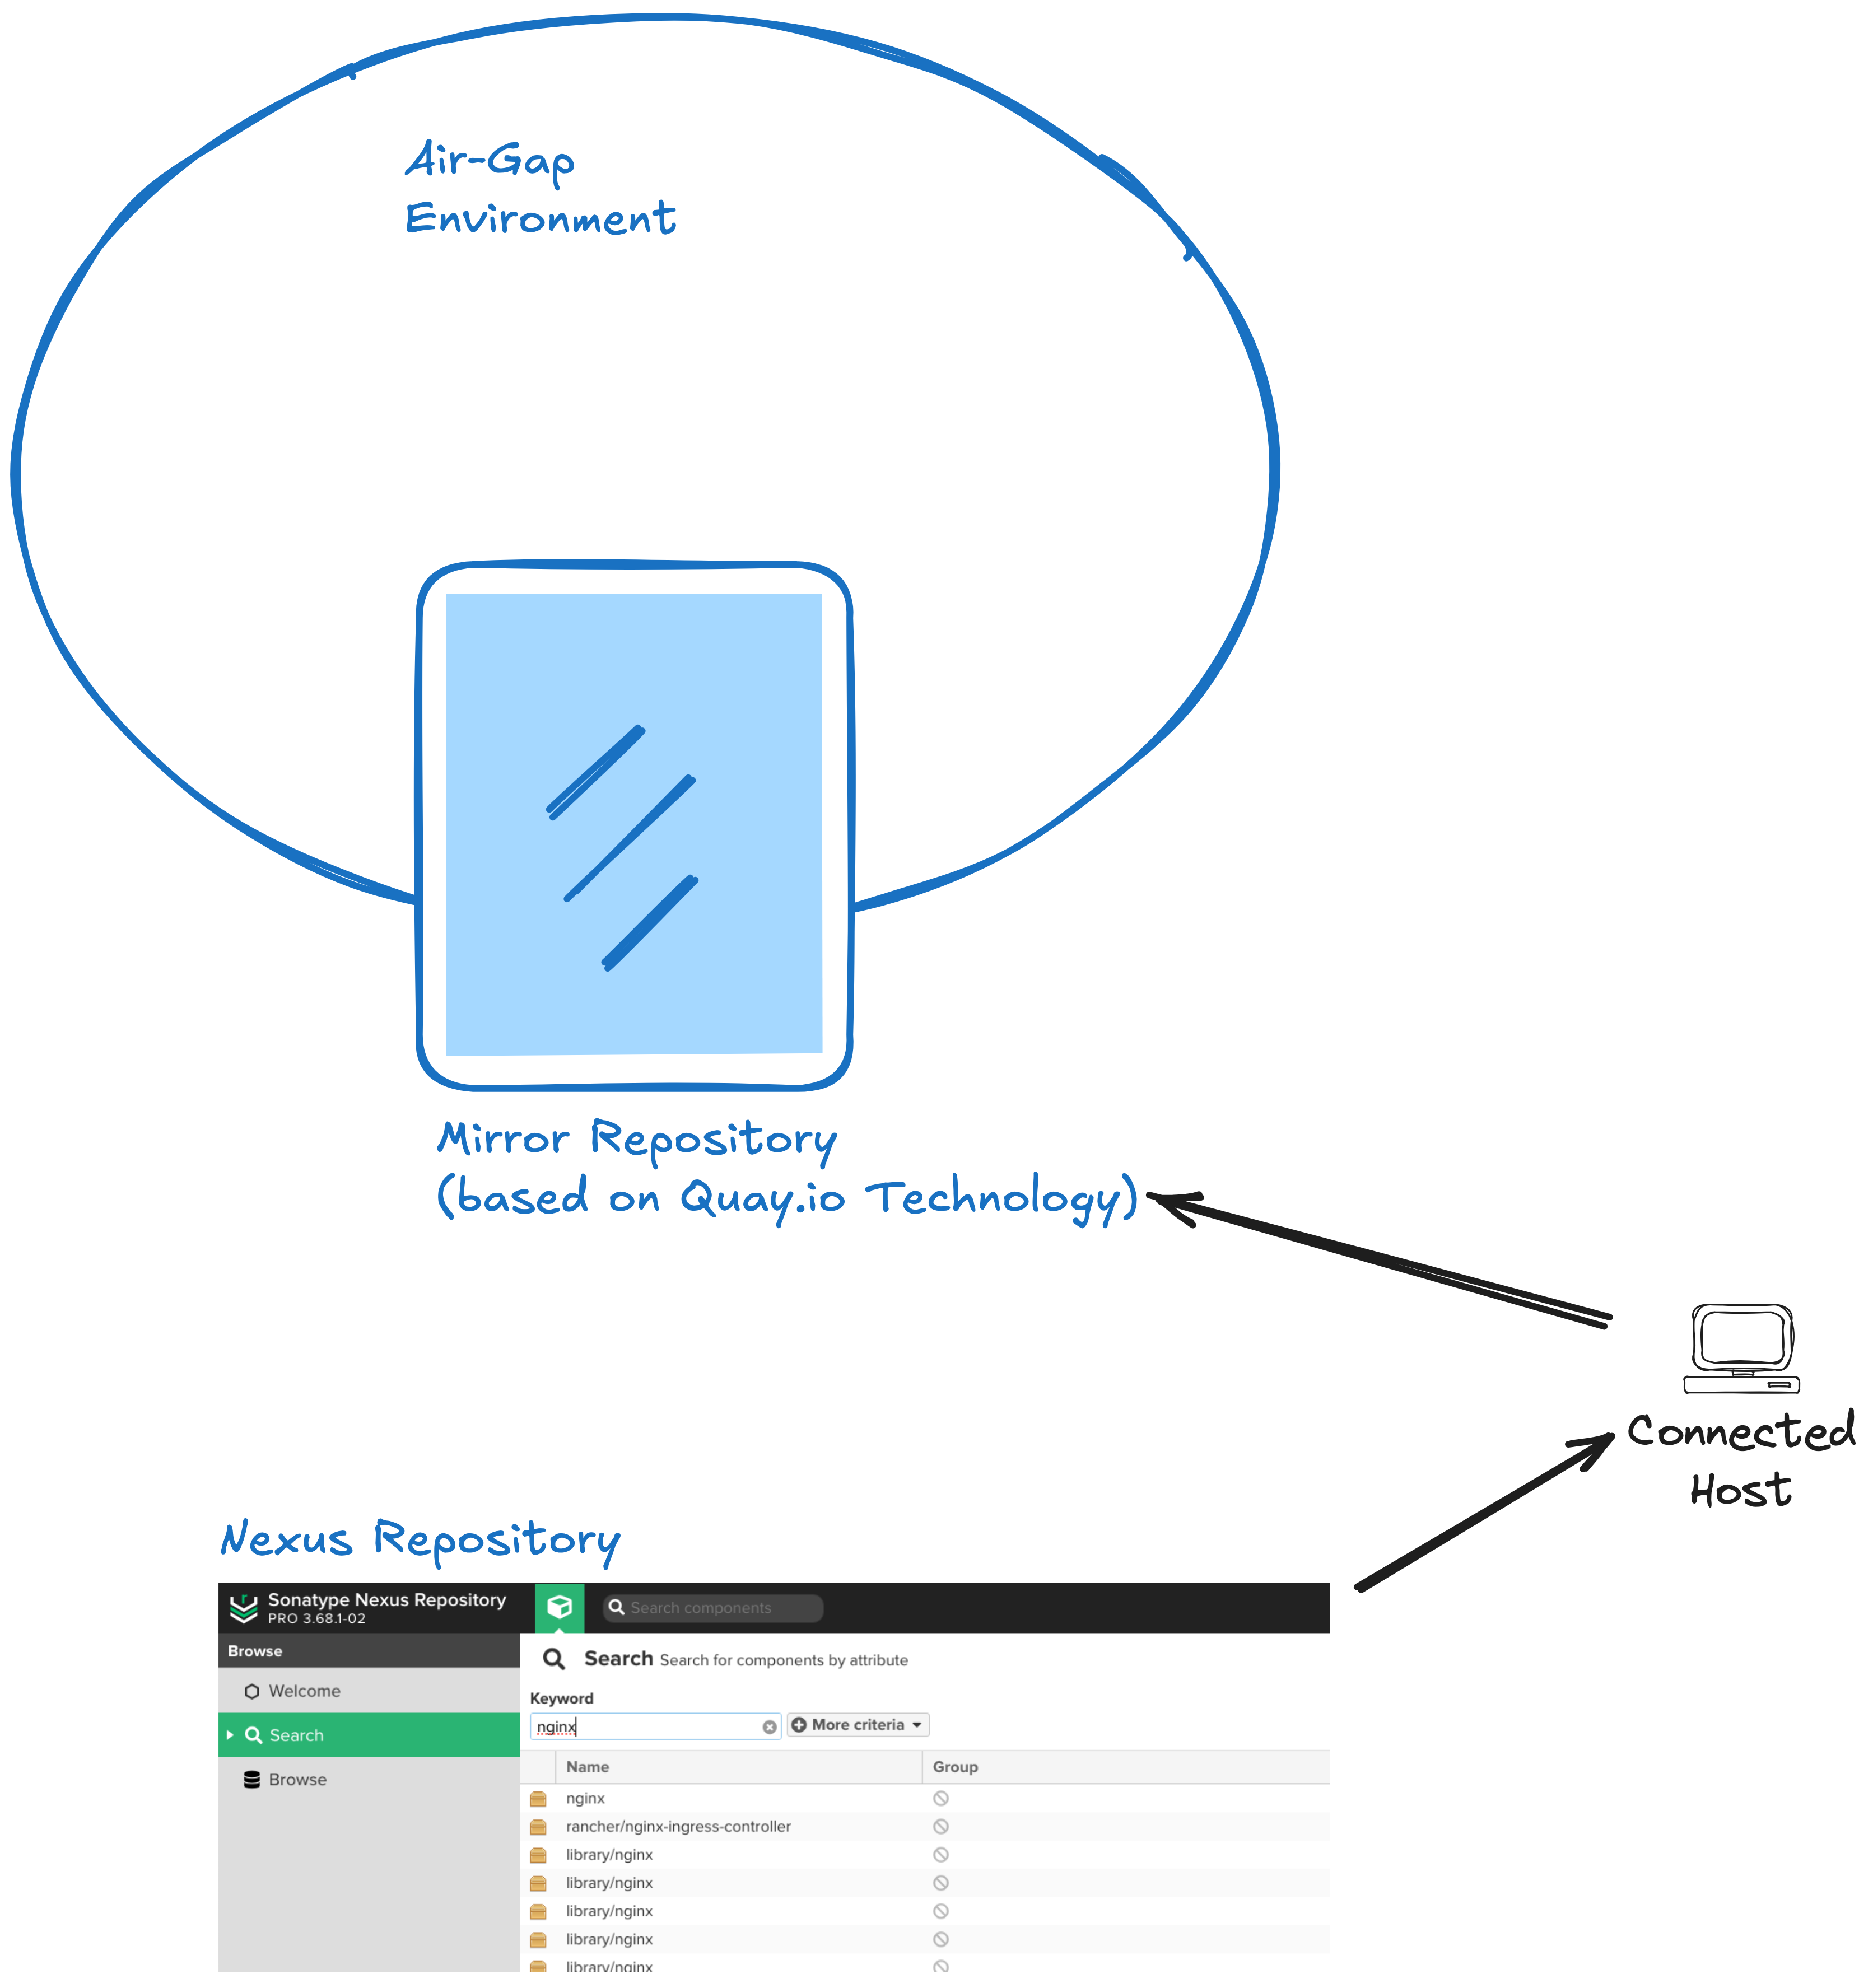 Air-Gap
Environment
Mirror Repository
(based on Quay.io Technology)
Connected
Host
Nexus Repository
Sonatype Nexus Repository
PRO 3.68.1-02
Search components
Browse
Search Search for components by attribute
Welcome
Keyword
nginx
More criteria
Search
Name Group
Browse
nginx
rancher/nginx-ingress-controller
library/nginx
library/nginx
library/nginx
library/nginx
library/nginx